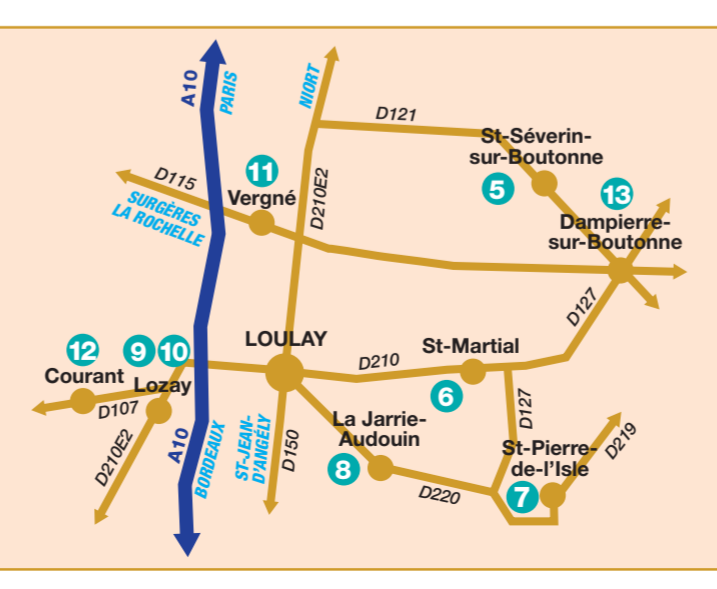 A10
PARIS
NIORT
D121
St-Séverin-
sur-Boutonne
5
13
Dampierre-
sur-Boutonne
11
Vergné
D115
SURGÈRES
LA ROCHELLE
D210E2
D127
LOULAY
D210
St-Martial
6
12
Courant
9
10
Lozay
D107
D210E2
A10
BORDEAUX
ST-JEAN-
D'ANGÉLY
D150
La Jarrie-
Audouin
8
D220
D127
St-Pierre-
de-l'Isle
7
D219